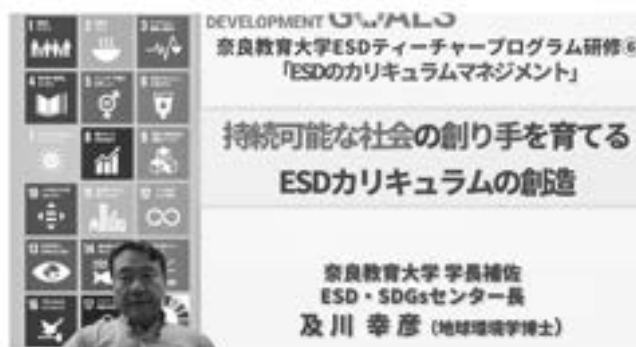 DEVELOPMENT GOALS
奈良教育大学ESDティーチャープログラム研修⑥
「ESDのカリキュラムマネジメント」
持続可能な社会の創り手を育てる
ESDカリキュラムの創造
奈良教育大学 学長補佐
ESD・SDGsセンター長
及川 幸彦（地球環境学博士）